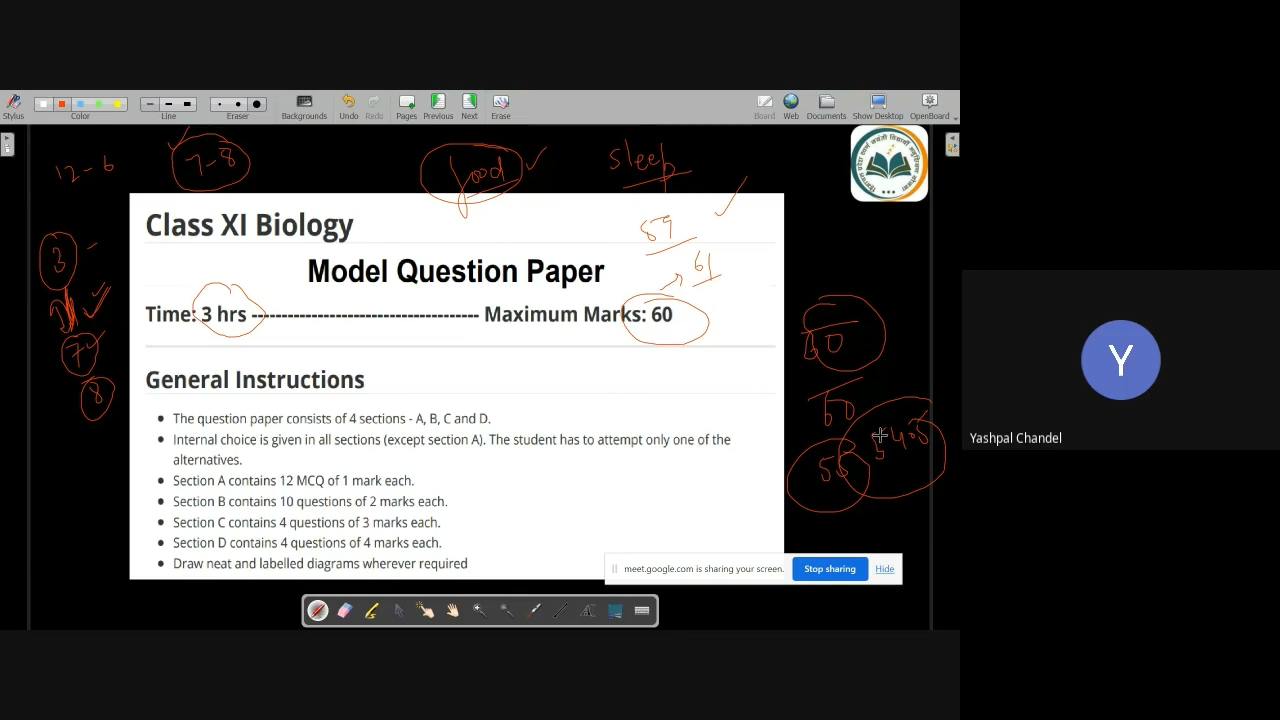 Stylus Color Line Eraser Backgrounds Undo Redo Pages Previous Next Erase Board Web Documents Show Desktop OpenBoard
12-6 7-8 food sleep
Class XI Biology
59
3
61
Model Question Paper
Time: 3 hrs ------------------------------------- Maximum Marks: 60
60
7
General Instructions
8
60
The question paper consists of 4 sections - A, B, C and D.
Internal choice is given in all sections (except section A). The student has to attempt only one of the
alternatives.
55
Section A contains 12 MCQ of 1 mark each.
Section B contains 10 questions of 2 marks each.
Section C contains 4 questions of 3 marks each.
Section D contains 4 questions of 4 marks each.
Draw neat and labelled diagrams wherever required
meet.google.com is sharing your screen. Stop sharing Hide
Y
Yashpal Chandel